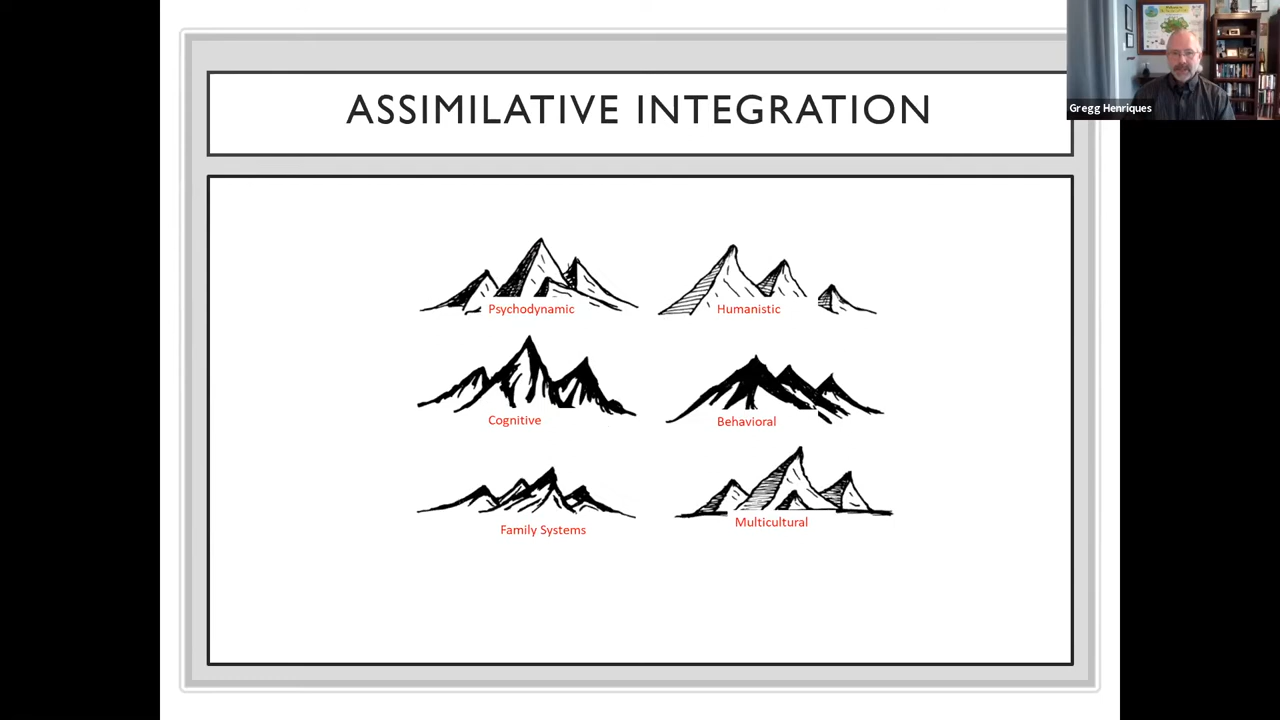 ASSIMILATIVE INTEGRATION
Gregg Henriques
Psychodynamic
Humanistic
Cognitive
Behavioral
Family Systems
Multicultural